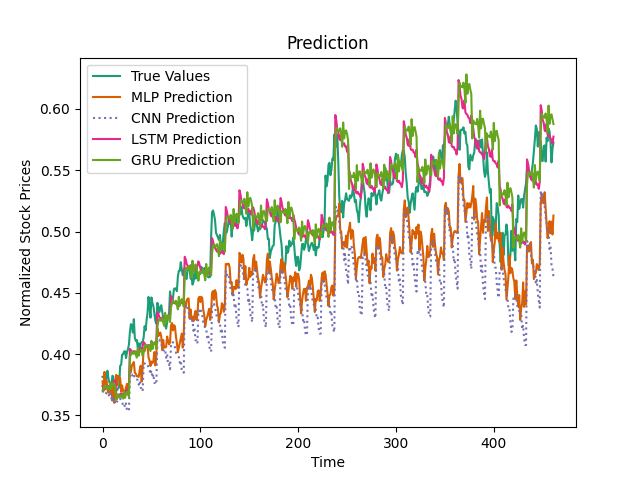 Prediction
True Values
MLP Prediction
CNN Prediction
LSTM Prediction
GRU Prediction
0.60
0.55
0.50
0.45
0.40
0.35
Normalized Stock Prices
0 100 200 300 400
Time